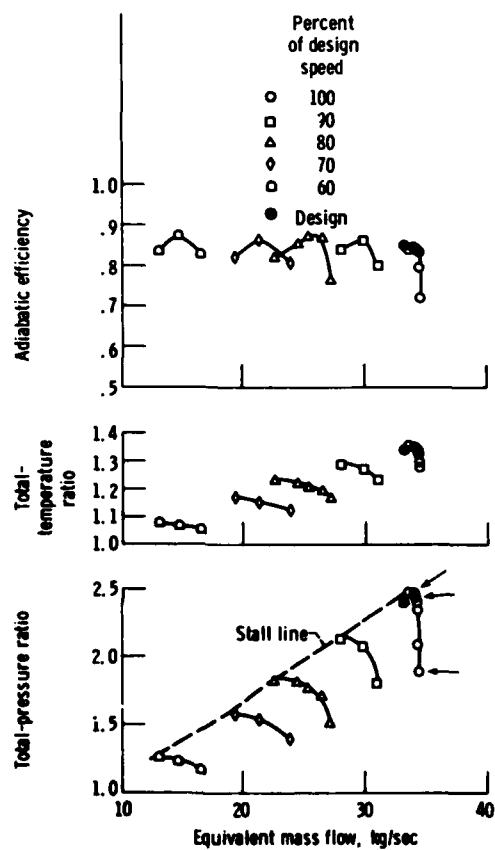 Percent
of design
speed
100
90
80
70
60
Design
1.0
.9
.8
.7
.6
.5
Adiabatic efficiency
1.4
1.3
1.2
1.1
1.0
Total-
temperature
ratio
2.5
2.0
1.5
1.0
Total-pressure ratio
Stall line
10 20 30 40
Equivalent mass flow, kg/sec